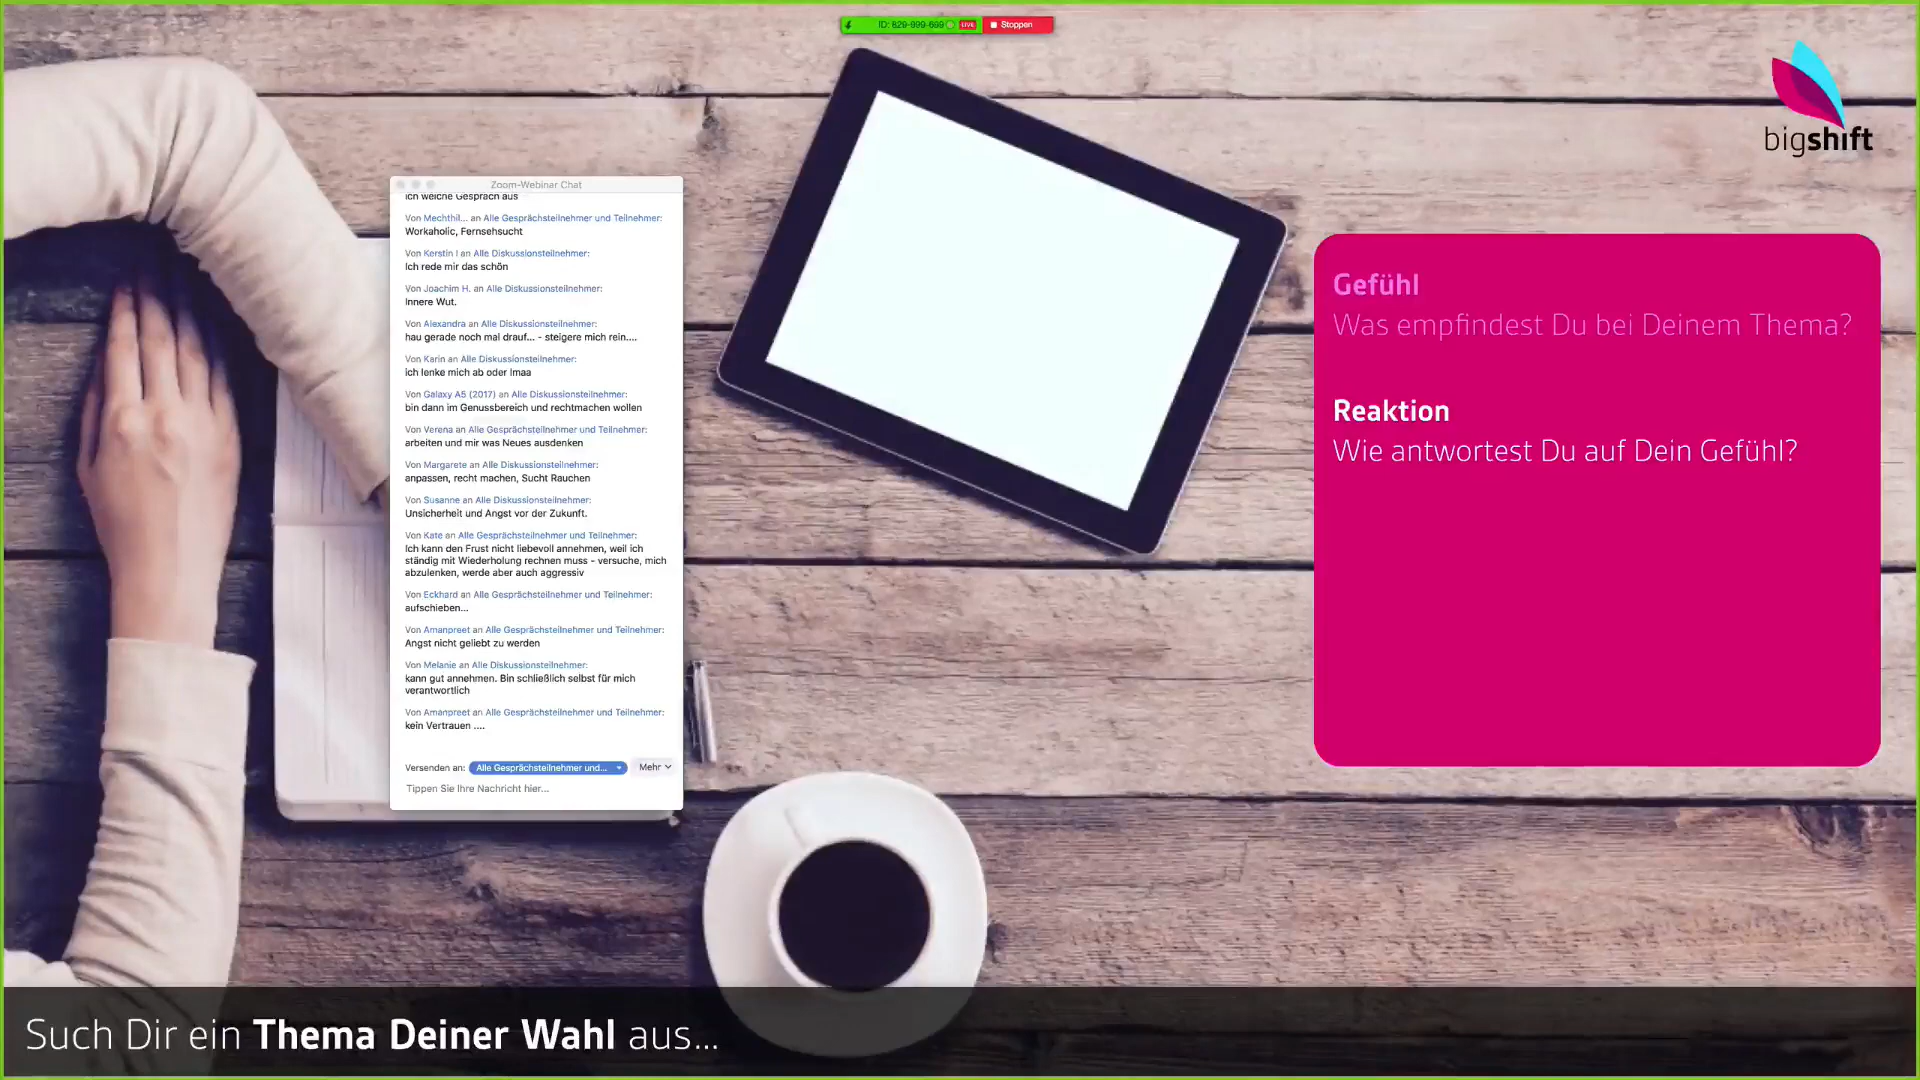 ID: 829-999-669 LIVE Stoppen
bigshift
Zoom-Webinar Chat
ich welche Gespräch aus
Von Mechthil... an Alle Gesprächsteilnehmer und Teilnehmer:
Workaholic, Fernsehsucht
Von Kerstin I an Alle Diskussionsteilnehmer:
Ich rede mir das schön
Von Joachim H. an Alle Diskussionsteilnehmer:
Innere Wut.
Von Alexandra an Alle Diskussionsteilnehmer:
hau gerade noch mal drauf... - steigere mich rein....
Von Karin an Alle Diskussionsteilnehmer:
ich lenke mich ab oder Imaa
Von Galaxy A5 (2017) an Alle Diskussionsteilnehmer:
bin dann im Genussbereich und rechtmachen wollen
Von Verena an Alle Gesprächsteilnehmer und Teilnehmer:
arbeiten und mir was Neues ausdenken
Von Margarete an Alle Diskussionsteilnehmer:
anpassen, recht machen, Sucht Rauchen
Von Susanne an Alle Diskussionsteilnehmer:
Unsicherheit und Angst vor der Zukunft.
Von Kate an Alle Gesprächsteilnehmer und Teilnehmer:
Ich kann den Frust nicht liebevoll annehmen, weil ich
ständig mit Wiederholung rechnen muss - versuche, mich
abzulenken, werde aber auch aggressiv
Von Eckhard an Alle Gesprächsteilnehmer und Teilnehmer:
aufschieben...
Von Amanpreet an Alle Gesprächsteilnehmer und Teilnehmer:
Angst nicht geliebt zu werden
Von Melanie an Alle Diskussionsteilnehmer:
kann gut annehmen. Bin schließlich selbst für mich
verantwortlich
Von Amanpreet an Alle Gesprächsteilnehmer und Teilnehmer:
kein Vertrauen ....
Versenden an: Alle Gesprächsteilnehmer und... Mehr
Tippen Sie Ihre Nachricht hier...
Gefühl
Was empfindest Du bei Deinem Thema?
Reaktion
Wie antwortest Du auf Dein Gefühl?
Such Dir ein Thema Deiner Wahl aus...